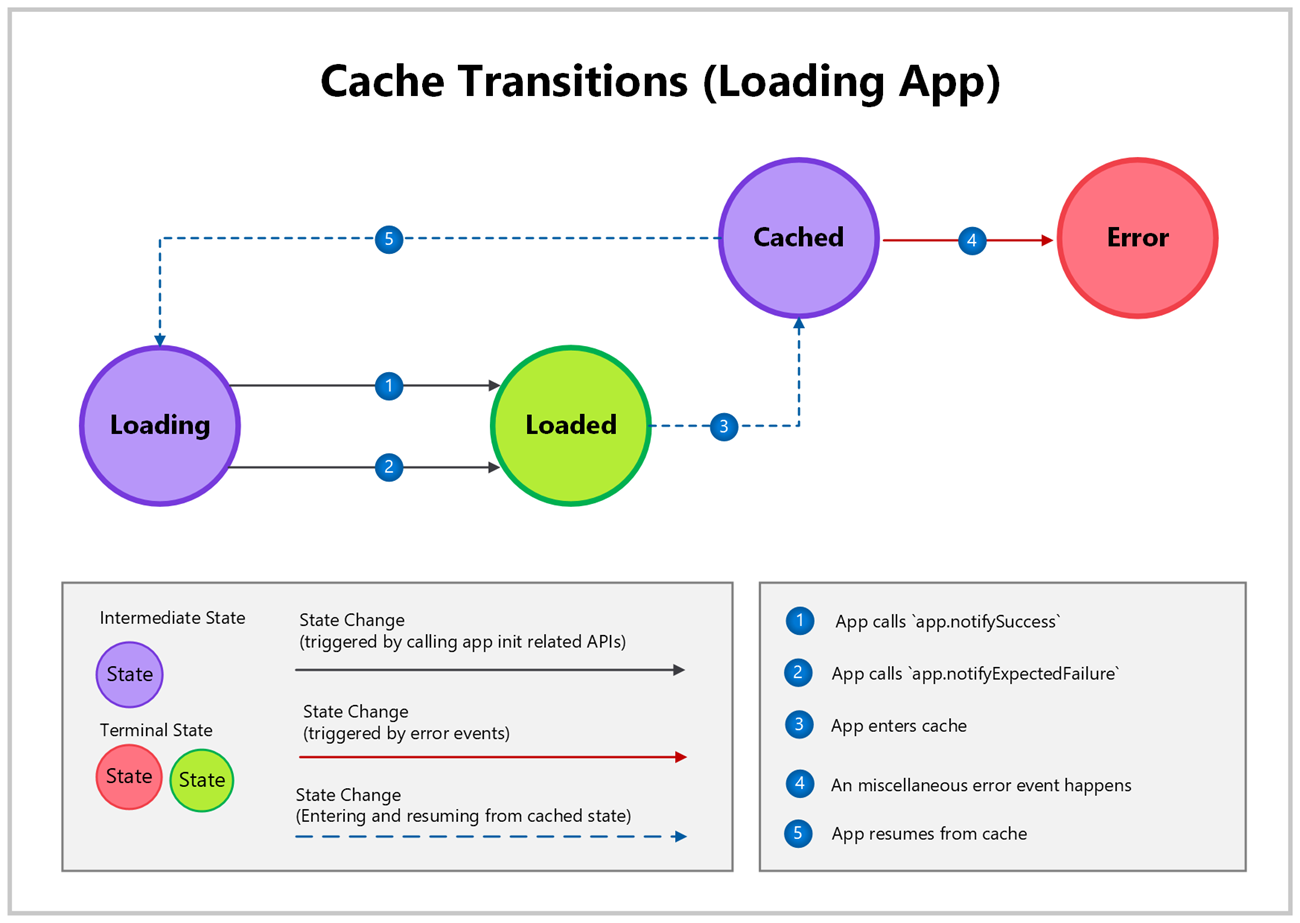 Cache Transitions (Loading App)
Cached
Error
5
4
Loading
Loaded
1
2
3
Intermediate State
State
Terminal State
State
State
State Change
(triggered by calling app init related APIs)
State Change
(triggered by error events)
State Change
(Entering and resuming from cached state)
1 App calls `app.notifySuccess`
2 App calls `app.notifyExpectedFailure`
3 App enters cache
4 An miscellaneous error event happens
5 App resumes from cache